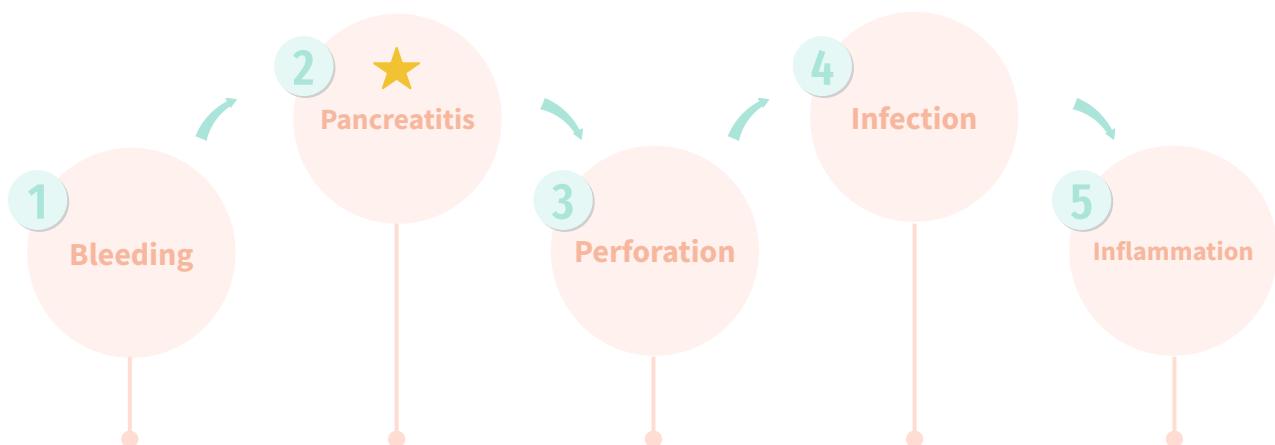 1
Bleeding
2
Pancreatitis
3
Perforation
4
Infection
5
Inflammation